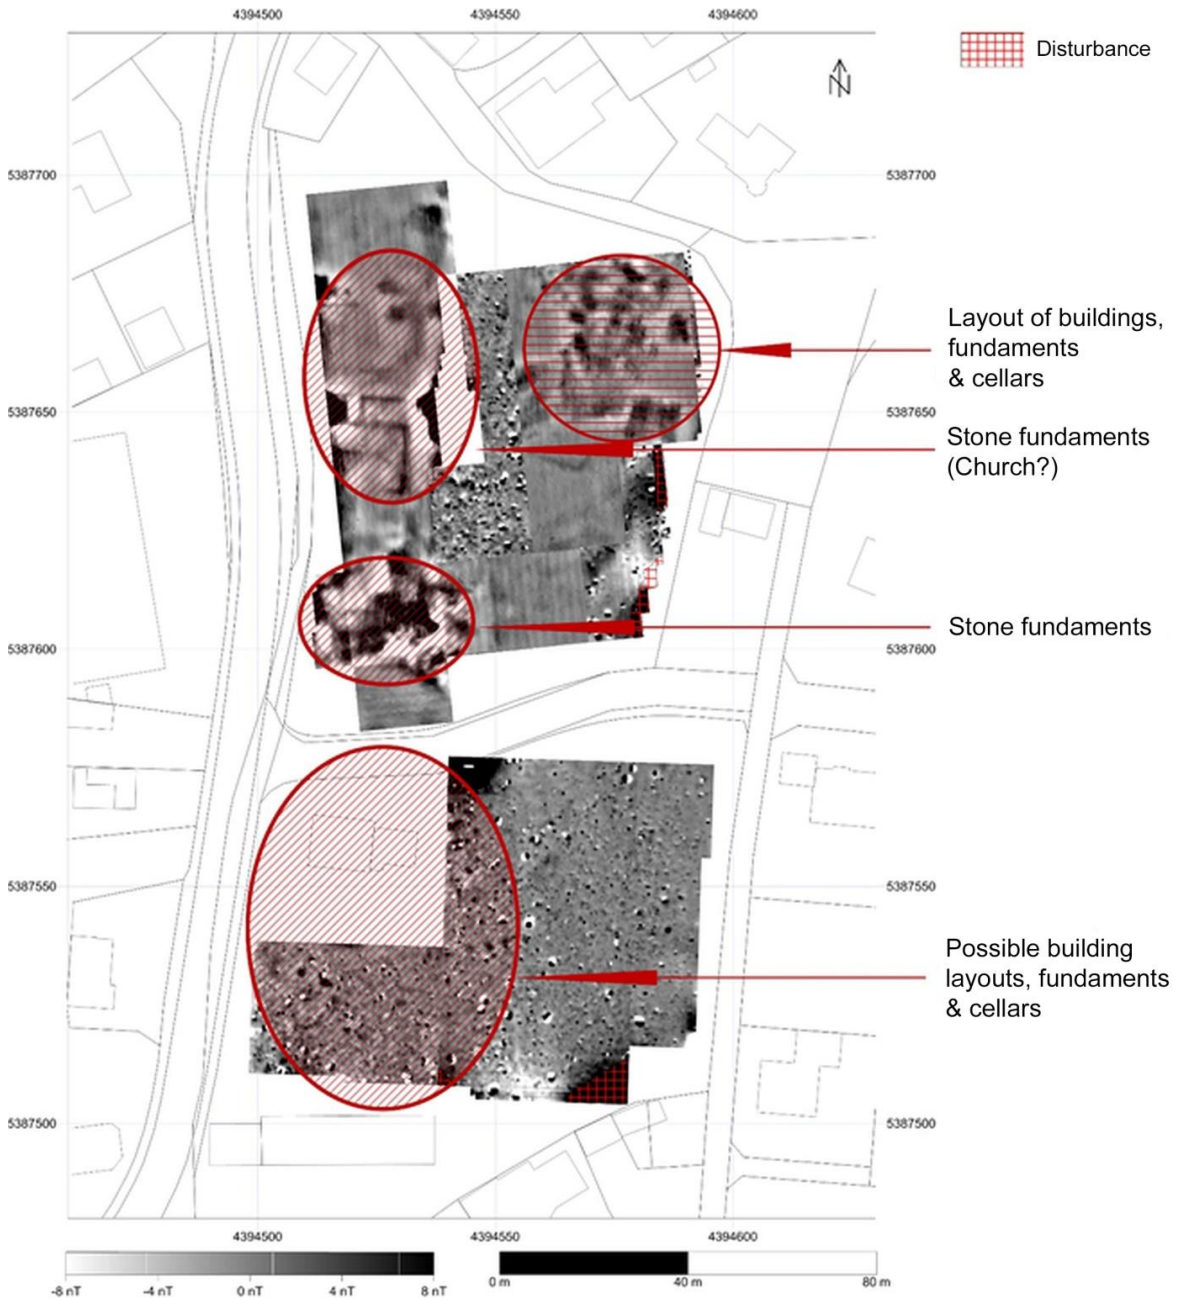 4394500 4394550 4394600
Disturbance
N
5387700 5387700
Layout of buildings,
fundaments
& cellars
5387650 5387650
Stone fundaments
(Church?)
Stone fundaments
5387600 5387600
5387550 5387550
Possible building
layouts, fundaments
& cellars
5387500 5387500
4394500 4394550 4394600
-8 nT -4 nT 0 nT 4 nT 8 nT 0 m 40 m 80 m